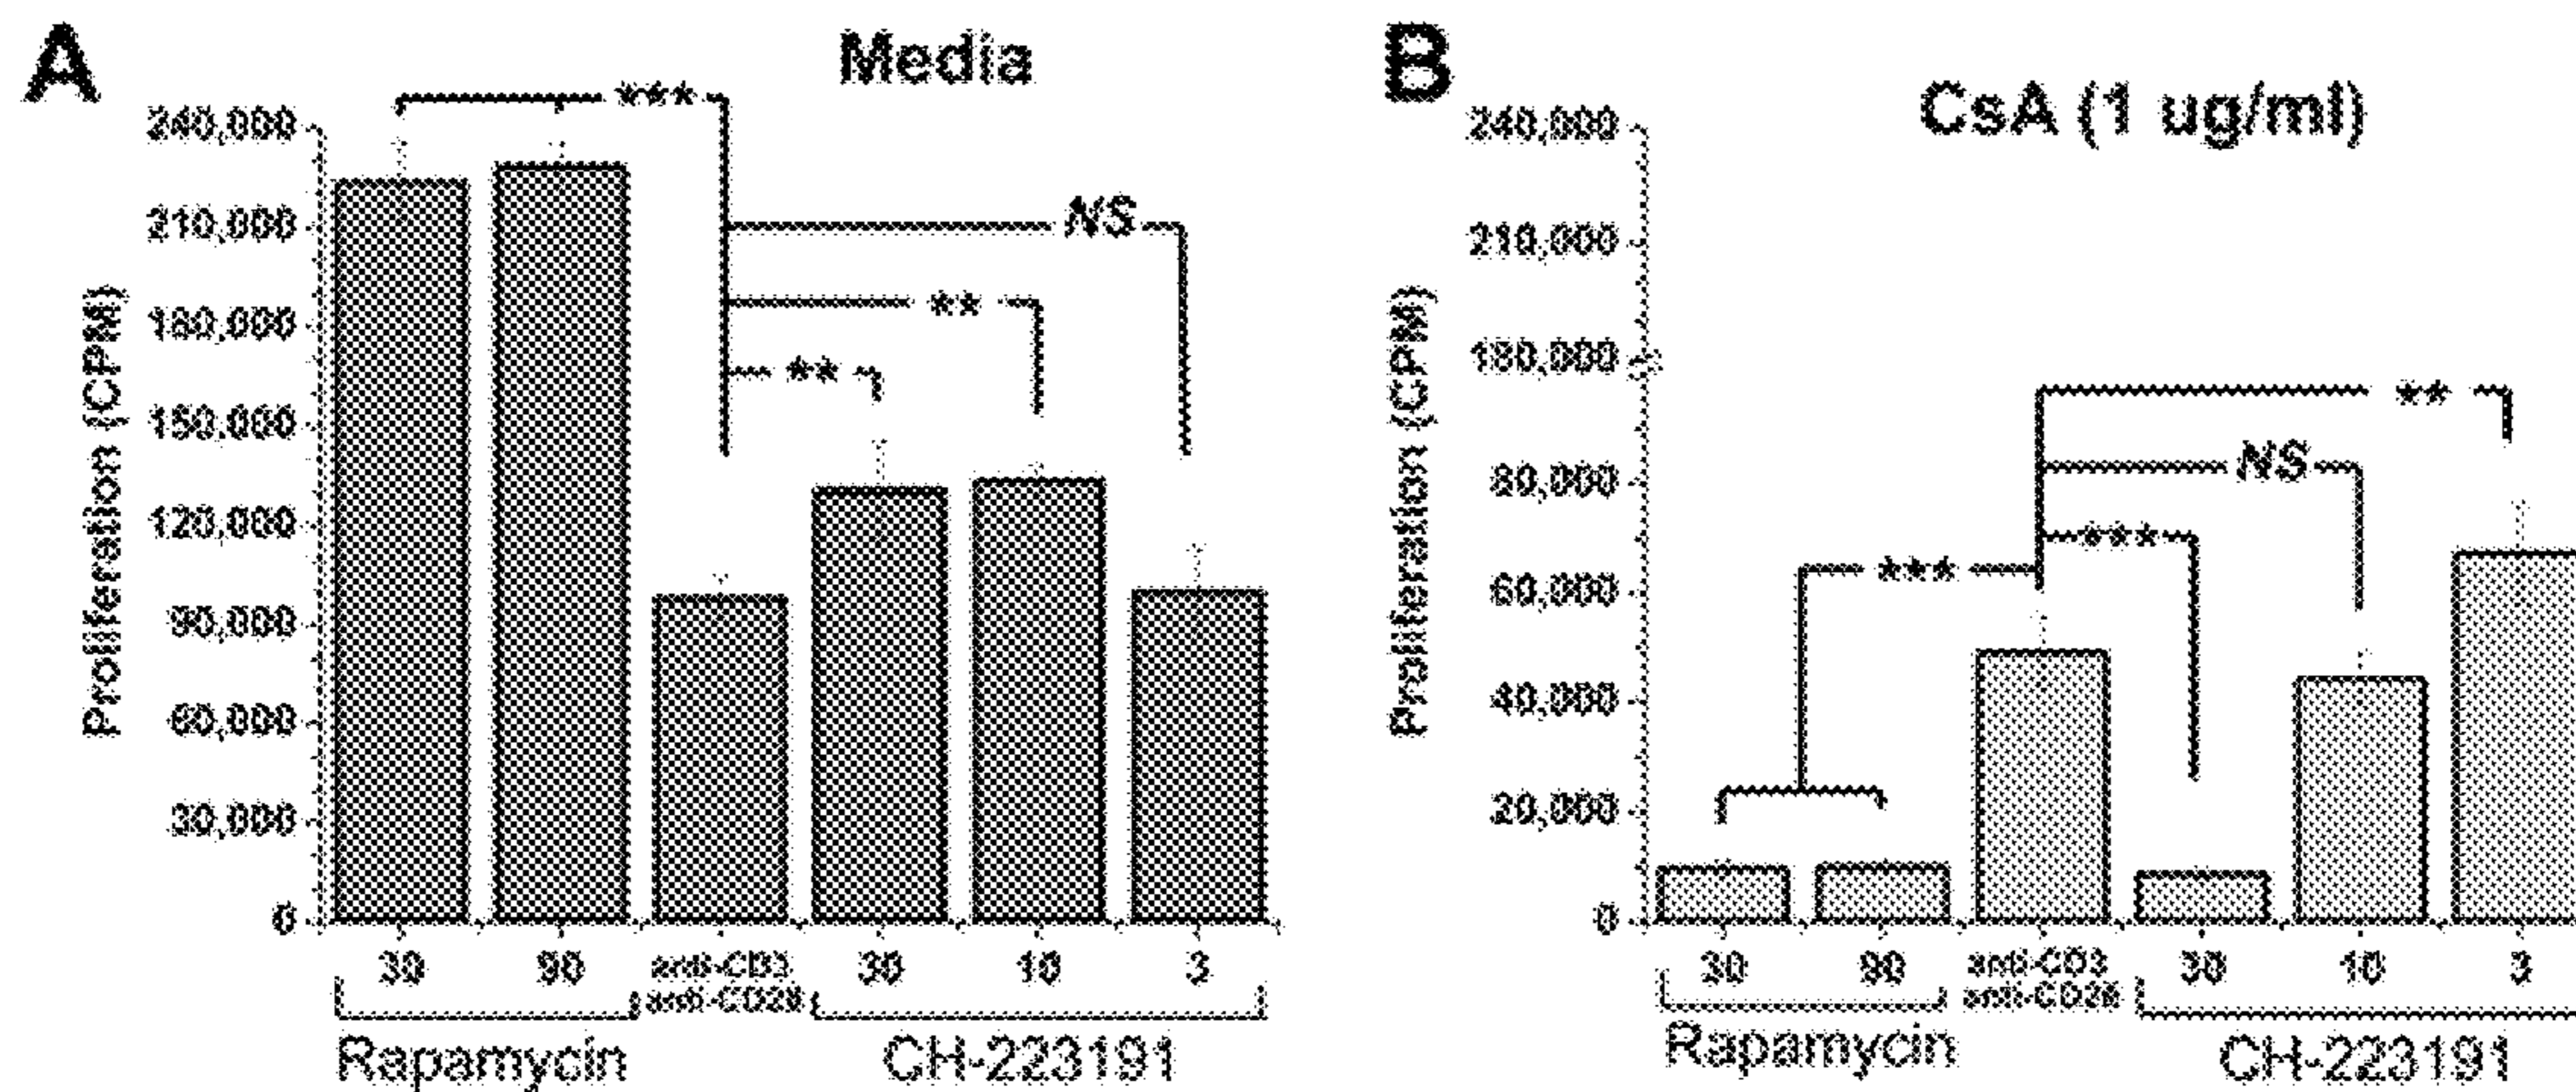 A
Media
***
240,000
210,000
180,000
150,000
120,000
90,000
60,000
30,000
0
Proliferation (CPM)
NS
**
**
30
90
anti-CD3
anti-CD28
30
10
3
Rapamycin
CH-223191
B
CsA (1 ug/ml)
240,000
210,000
180,000
80,000
60,000
40,000
20,000
0
Proliferation (CPM)
**
NS
***
***
30
90
anti-CD3
anti-CD28
30
10
3
Rapamycin
CH-223191